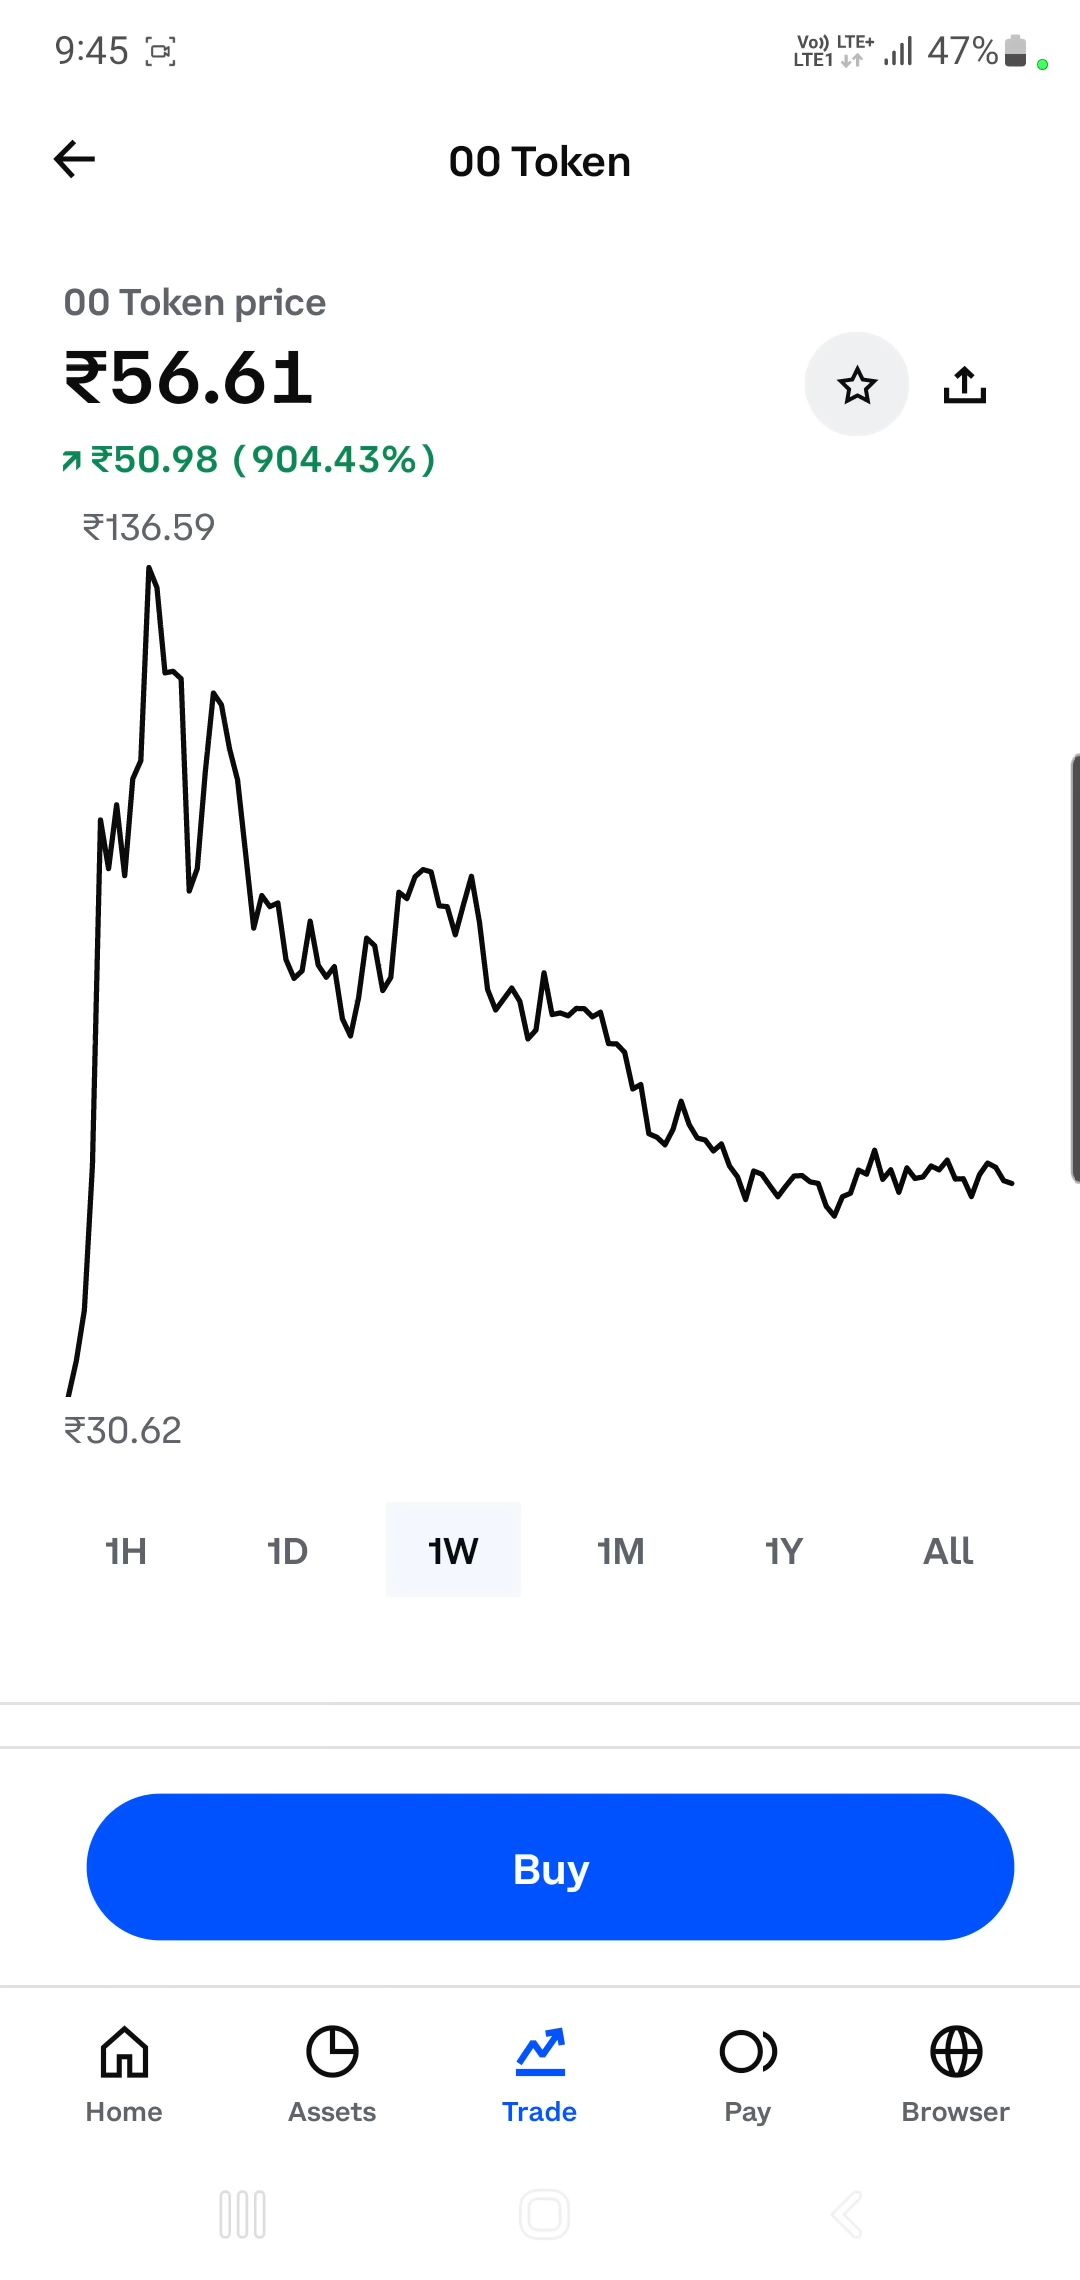 9:45
Vo)) LTE+
LTE1
47%
00 Token
00 Token price
₹56.61
₹50.98 (904.43%)
₹136.59
₹30.62
1H 1D 1W 1M 1Y All
Buy
Home Assets Trade Pay Browser